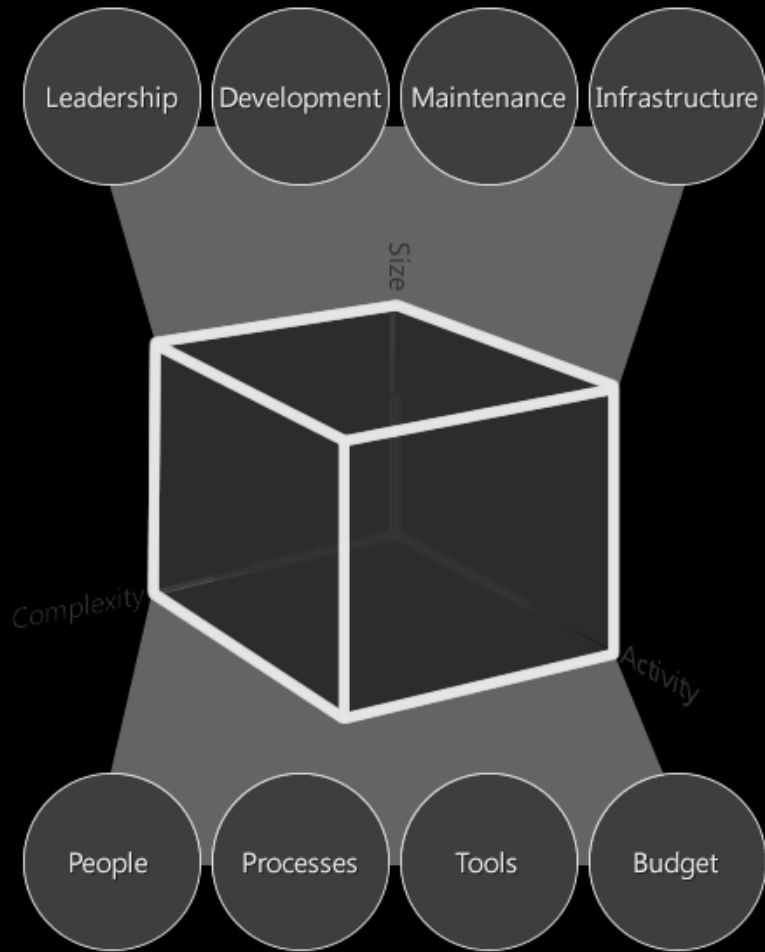 Leadership
Development
Maintenance
Infrastructure
Size
Complexity
Activity
People
Processes
Tools
Budget